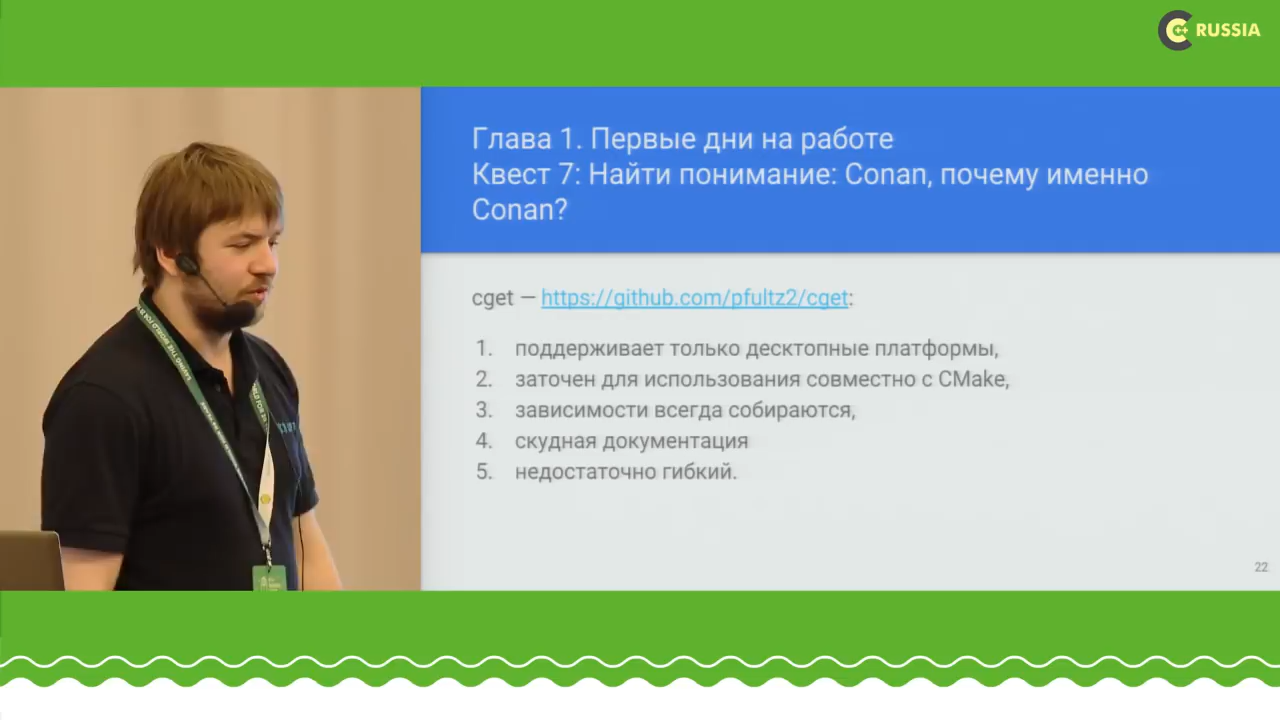 C++ RUSSIA
Глава 1. Первые дни на работе
Квест 7: Найти понимание: Conan, почему именно
Conan?
cget — https://github.com/pfultz2/cget:
1. поддерживает только десктопные платформы,
2. заточен для использования совместно с CMake,
3. зависимости всегда собираются,
4. скудная документация
5. недостаточно гибкий.
22